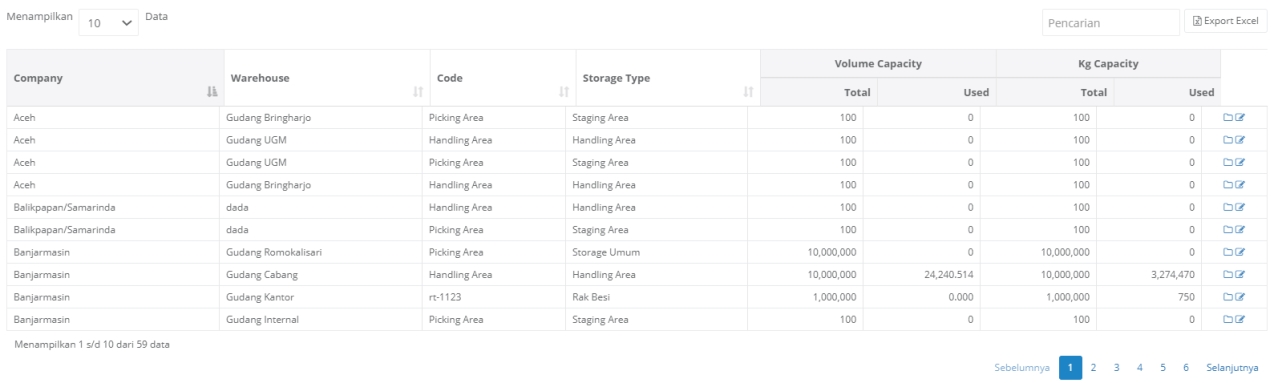 Menampilkan 10 Data
Pencarian Export Excel
Company Warehouse Code Storage Type Volume Capacity Kg Capacity
Total Used Total Used
Aceh Gudang Bringharjo Picking Area Staging Area 100 0 100 0
Aceh Gudang UGM Handling Area Handling Area 100 0 100 0
Aceh Gudang UGM Picking Area Staging Area 100 0 100 0
Aceh Gudang Bringharjo Handling Area Handling Area 100 0 100 0
Balikpapan/Samarinda dada Handling Area Handling Area 100 0 100 0
Balikpapan/Samarinda dada Picking Area Staging Area 100 0 100 0
Banjarmasin Gudang Romokalisari Picking Area Storage Umum 10,000,000 0 10,000,000 0
Banjarmasin Gudang Cabang Handling Area Handling Area 10,000,000 24,240.514 10,000,000 3,274,470
Banjarmasin Gudang Kantor rt-1123 Rak Besi 1,000,000 0.000 1,000,000 750
Banjarmasin Gudang Internal Picking Area Staging Area 100 0 100 0
Menampilkan 1 s/d 10 dari 59 data
Sebelumnya 1 2 3 4 5 6 Selanjutnya